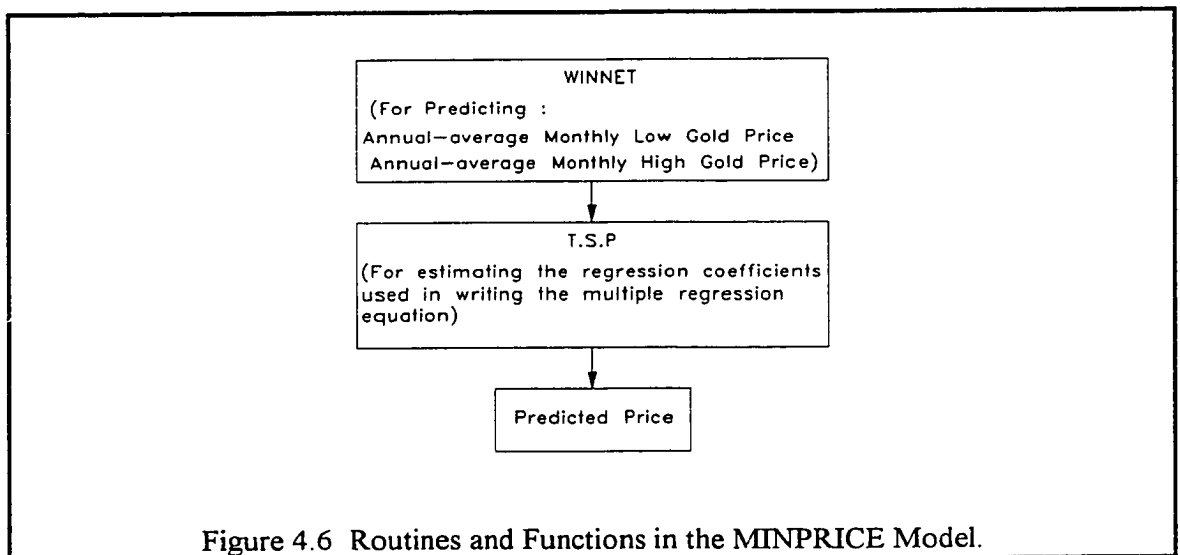 WINNET
(For Predicting :
Annual-average Monthly Low Gold Price
Annual-average Monthly High Gold Price)
T.S.P
(For estimating the regression coefficients
used in writing the multiple regression
equation)
Predicted Price
Figure 4.6 Routines and Functions in the MINPRICE Model.